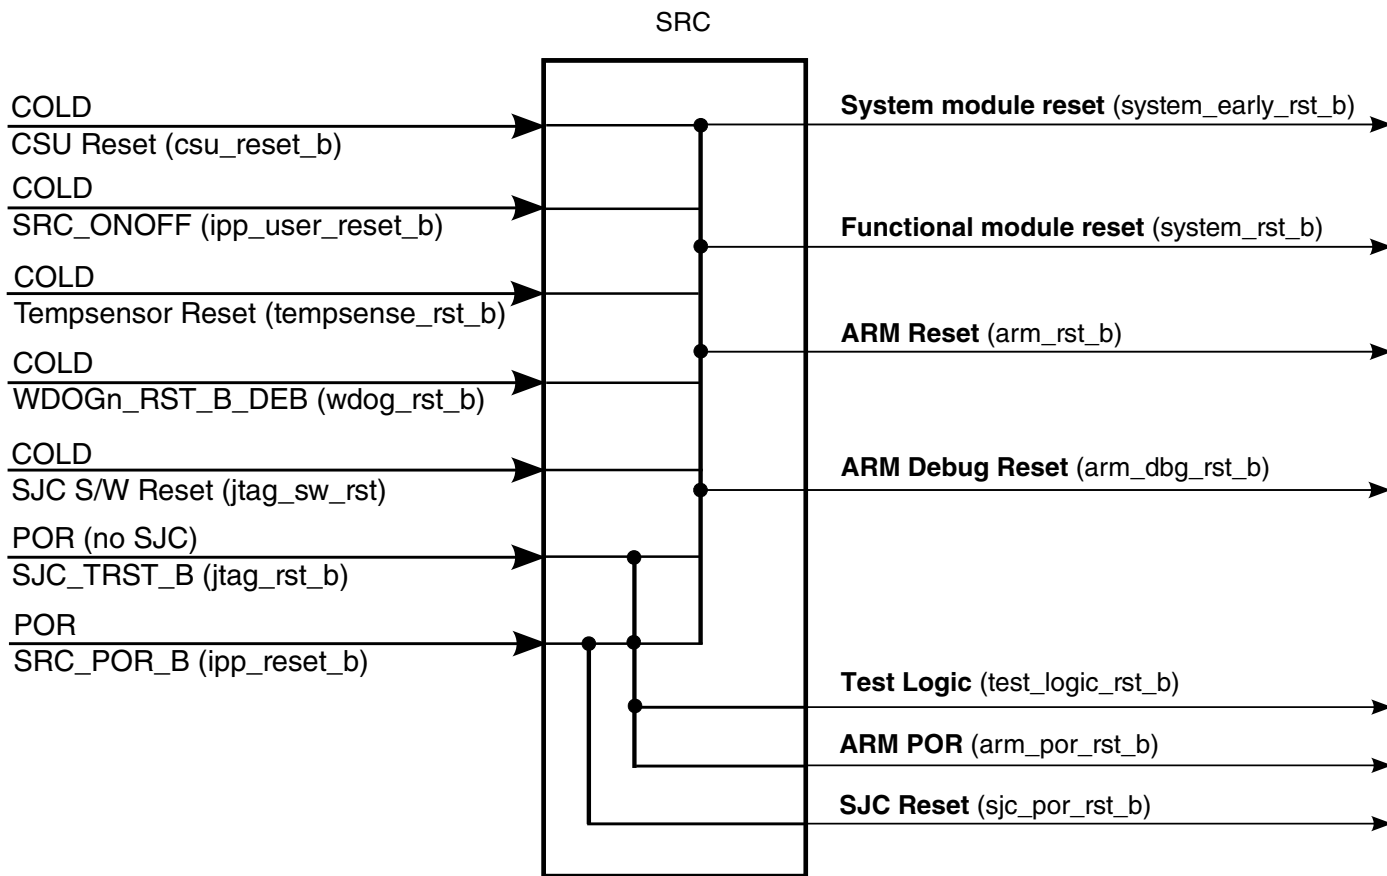 SRC
COLD
CSU Reset (csu_reset_b)
COLD
SRC_ONOFF (ipp_user_reset_b)
COLD
Tempsensor Reset (tempsense_rst_b)
COLD
WDOGn_RST_B_DEB (wdog_rst_b)
COLD
SJC S/W Reset (jtag_sw_rst)
POR (no SJC)
SJC_TRST_B (jtag_rst_b)
POR
SRC_POR_B (ipp_reset_b)
System module reset (system_early_rst_b)
Functional module reset (system_rst_b)
ARM Reset (arm_rst_b)
ARM Debug Reset (arm_dbg_rst_b)
Test Logic (test_logic_rst_b)
ARM POR (arm_por_rst_b)
SJC Reset (sjc_por_rst_b)